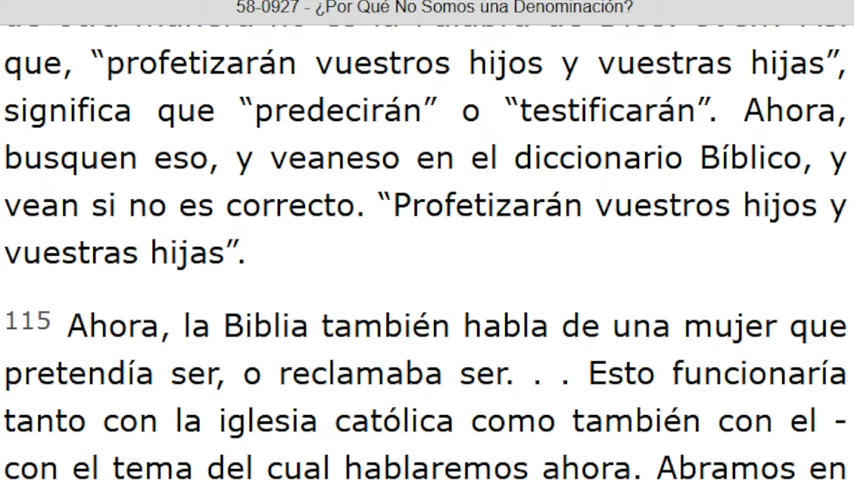 58-0927 - ¿Por Qué No Somos una Denominación?
que, “profetizarán vuestros hijos y vuestras hijas”,
significa que “predecirán” o “testificarán”. Ahora,
busquen eso, y veaneso en el diccionario Bíblico, y
vean si no es correcto. “Profetizarán vuestros hijos y
vuestras hijas”.
115 Ahora, la Biblia también habla de una mujer que
pretendía ser, o reclamaba ser. . . Esto funcionaría
tanto con la iglesia católica como también con el -
con el tema del cual hablaremos ahora. Abramos en